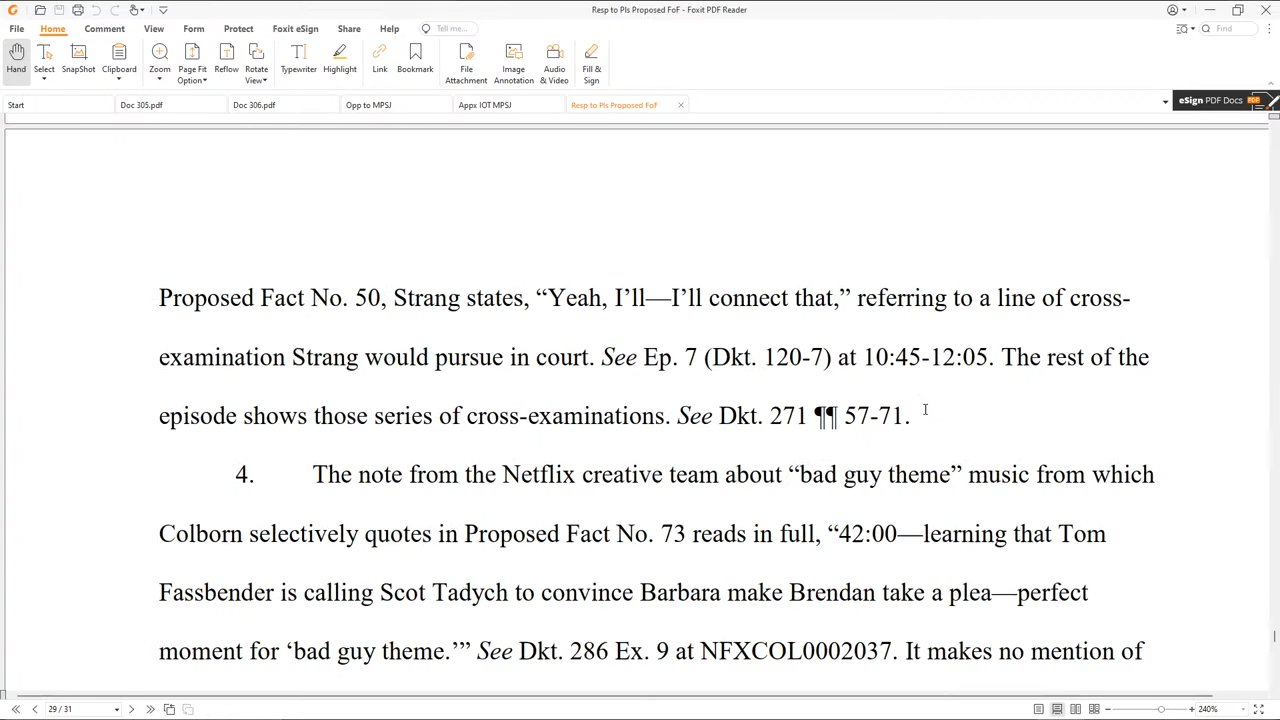 Resp to Pls Proposed FoF - Foxit PDF Reader
File Home Comment View Form Protect Foxit eSign Share Help Tell me... Find
Hand Select SnapShot Clipboard Zoom Page Fit Option Reflow Rotate View Typewriter Highlight Link Bookmark File Attachment Image Annotation Audio & Video Fill & Sign
Start Doc 305.pdf Doc 306.pdf Opp to MPSJ Appx IOT MPSJ Resp to Pls Proposed FoF eSign PDF Docs
Proposed Fact No. 50, Strang states, “Yeah, I’ll—I’ll connect that,” referring to a line of cross-
examination Strang would pursue in court. See Ep. 7 (Dkt. 120-7) at 10:45-12:05. The rest of the
episode shows those series of cross-examinations. See Dkt. 271 ¶¶ 57-71.
4. The note from the Netflix creative team about “bad guy theme” music from which
Colborn selectively quotes in Proposed Fact No. 73 reads in full, “42:00—learning that Tom
Fassbender is calling Scot Tadych to convince Barbara make Brendan take a plea—perfect
moment for ‘bad guy theme.’” See Dkt. 286 Ex. 9 at NFXCOL0002037. It makes no mention of
29 / 31 240%